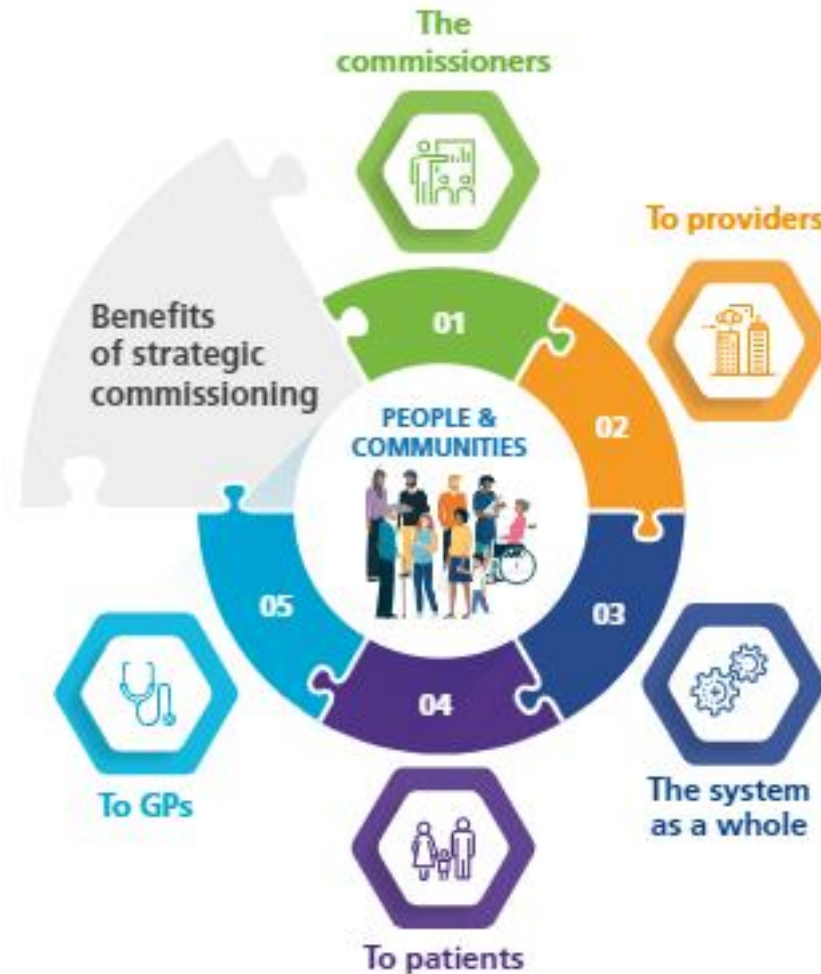 The
commissioners
To providers
Benefits
of strategic
commissioning
01
02
PEOPLE &
COMMUNITIES
03
04
05
To GPs
The system
as a whole
To patients